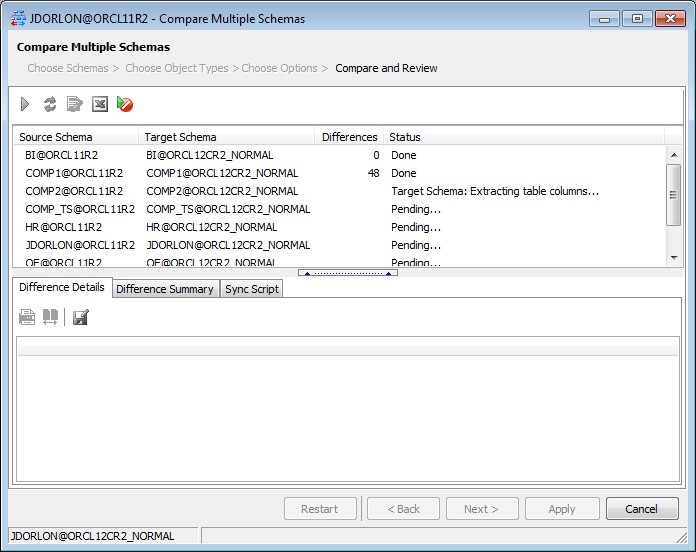 JDORLON@ORCL11R2 - Compare Multiple Schemas
Compare Multiple Schemas
Choose Schemas > Choose Object Types > Choose Options > Compare and Review
Source Schema Target Schema Differences Status
BI@ORCL11R2 BI@ORCL12CR2_NORMAL 0 Done
COMP1@ORCL11R2 COMP1@ORCL12CR2_NORMAL 48 Done
COMP2@ORCL11R2 COMP2@ORCL12CR2_NORMAL Target Schema: Extracting table columns...
COMP_TS@ORCL11R2 COMP_TS@ORCL12CR2_NORMAL Pending...
HR@ORCL11R2 HR@ORCL12CR2_NORMAL Pending...
JDORLON@ORCL11R2 JDORLON@ORCL12CR2_NORMAL Pending...
OE@ORCL11R2 OE@ORCL12CR2_NORMAL Pending...
Difference Details Difference Summary Sync Script
Restart < Back Next > Apply Cancel
JDORLON@ORCL12CR2_NORMAL